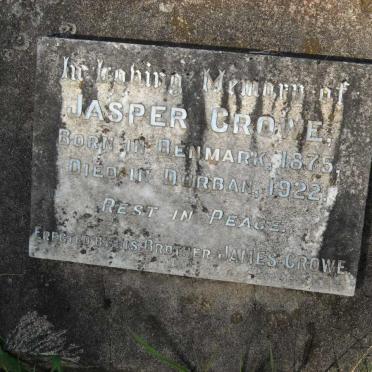 In Loving Memory of
JASPER CROWE,
BORN IN DENMARK, 1875,
DIED IN DURBAN, 1922.
REST IN PEACE.
ERECTED BY HIS BROTHER JAMES CROWE